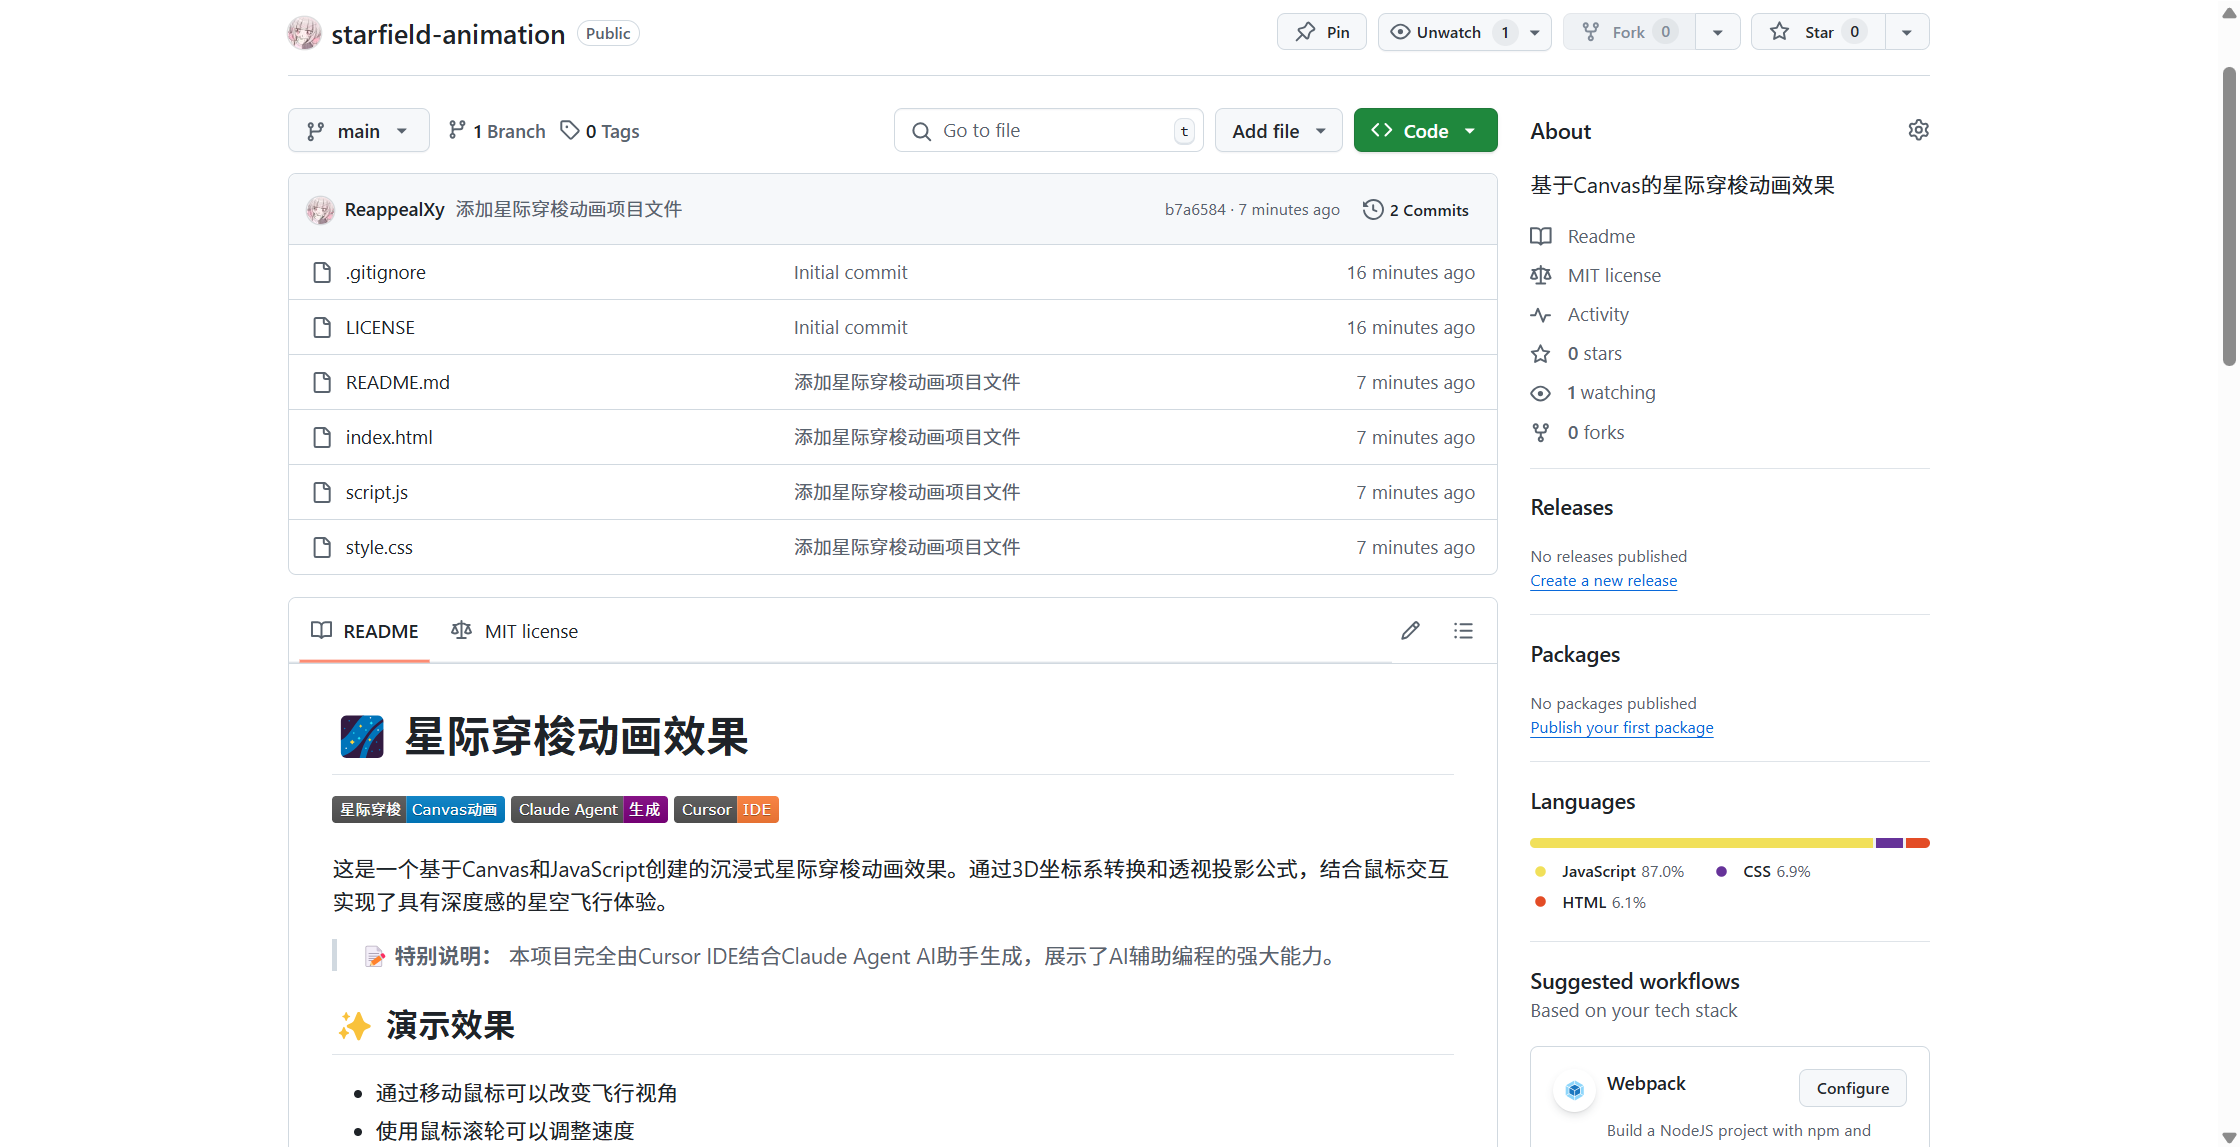 starfield-animation Public
Pin
Unwatch 1
Fork 0
Star 0
main
1 Branch
0 Tags
Go to file t
Add file
Code
ReappealXy 添加星际穿梭动画项目文件
b7a6584 · 7 minutes ago
2 Commits
.gitignore Initial commit 16 minutes ago
LICENSE Initial commit 16 minutes ago
README.md 添加星际穿梭动画项目文件 7 minutes ago
index.html 添加星际穿梭动画项目文件 7 minutes ago
script.js 添加星际穿梭动画项目文件 7 minutes ago
style.css 添加星际穿梭动画项目文件 7 minutes ago
README
MIT license
星际穿梭动画效果
星际穿梭 Canvas动画 Claude Agent 生成 Cursor IDE
这是一个基于Canvas和JavaScript创建的沉浸式星际穿梭动画效果。通过3D坐标系转换和透视投影公式，结合鼠标交互
实现了具有深度感的星空飞行体验。
📝 特别说明： 本项目完全由Cursor IDE结合Claude Agent AI助手生成，展示了AI辅助编程的强大能力。
✨ 演示效果
• 通过移动鼠标可以改变飞行视角
• 使用鼠标滚轮可以调整速度
About
基于Canvas的星际穿梭动画效果
Readme
MIT license
Activity
0 stars
1 watching
0 forks
Releases
No releases published
Create a new release
Packages
No packages published
Publish your first package
Languages
JavaScript 87.0% CSS 6.9%
HTML 6.1%
Suggested workflows
Based on your tech stack
Webpack
Configure
Build a NodeJS project with npm and